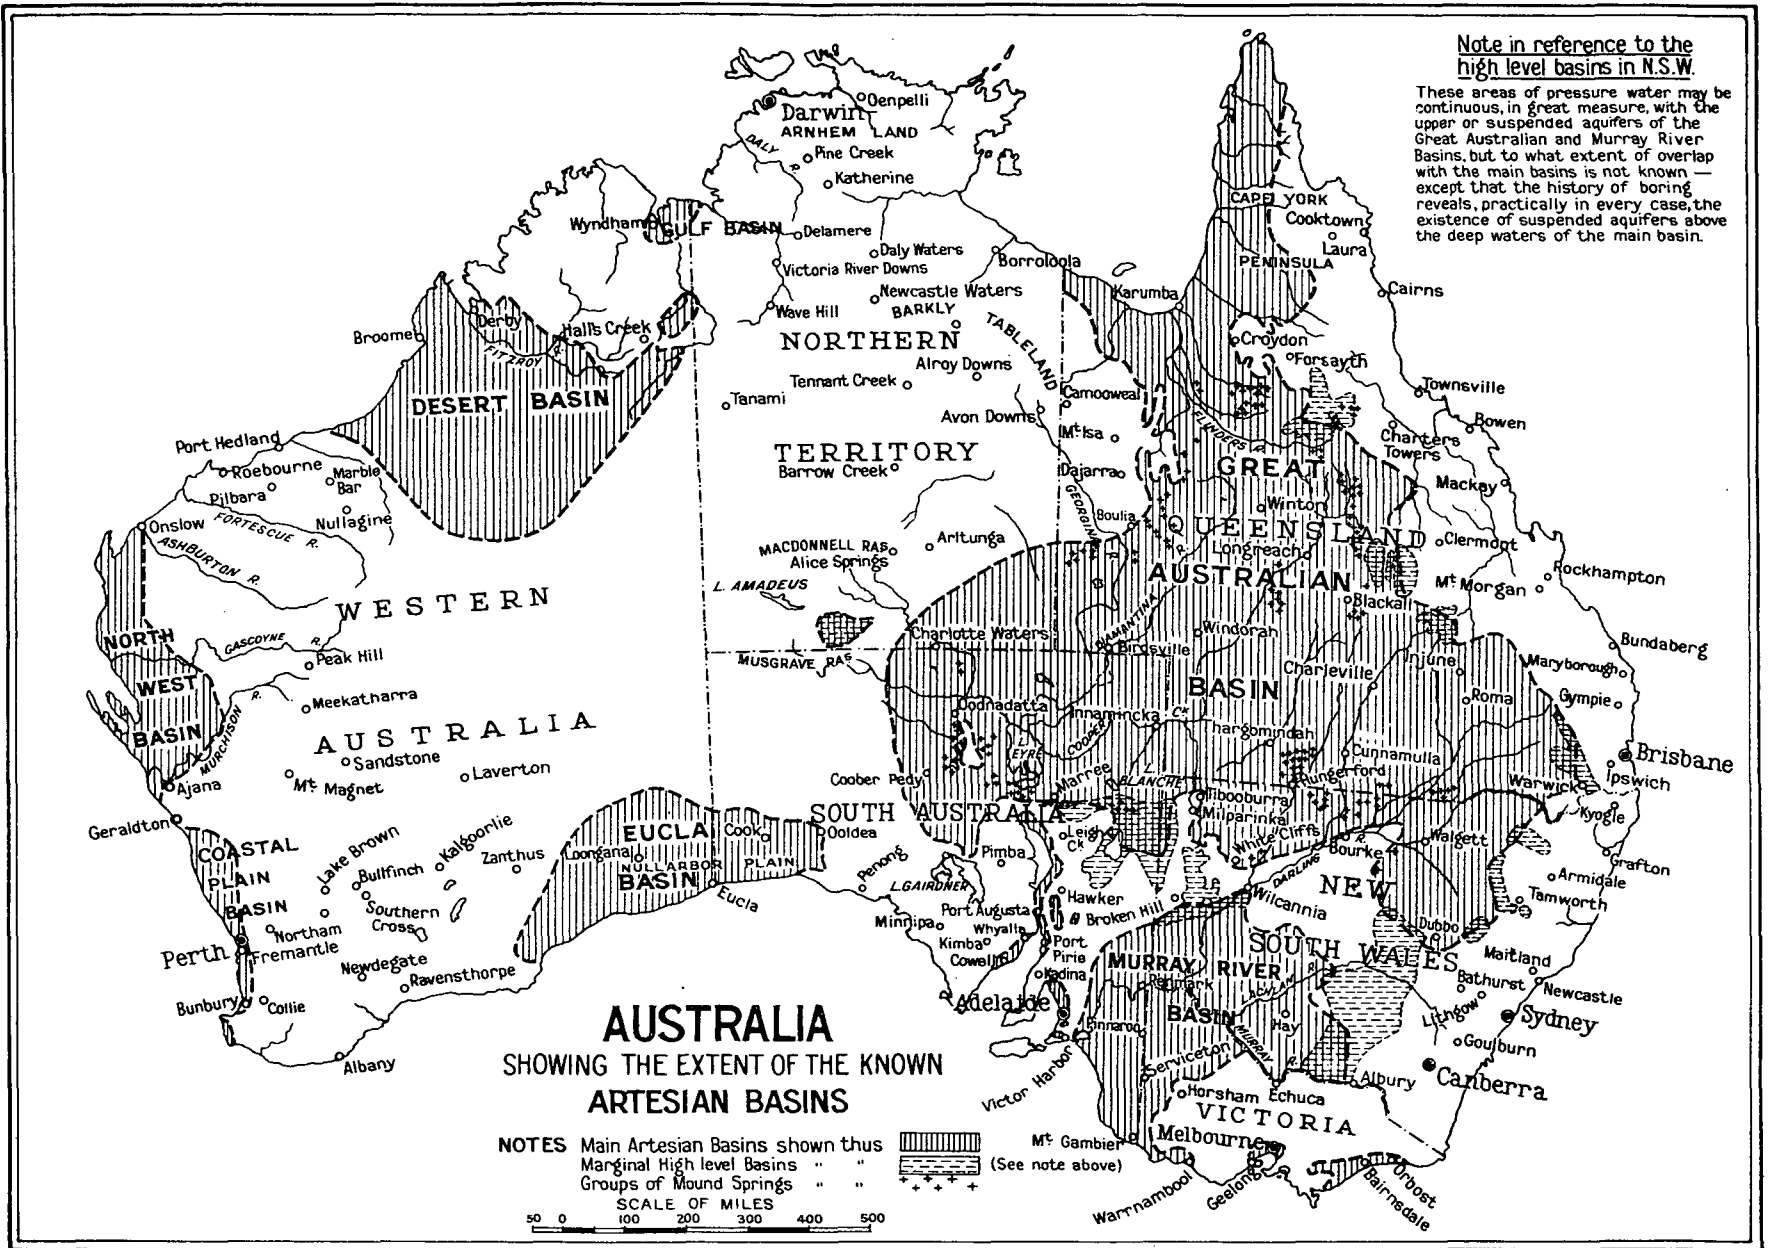 Note in reference to the
high level basins in N.S.W.
These areas of pressure water may be
continuous, in great measure, with the
upper or suspended aquifers of the
Great Australian and Murray River
Basins, but to what extent of overlap
with the main basins is not known —
except that the history of boring
reveals, practically in every case, the
existence of suspended aquifers above
the deep waters of the main basin.
Darwin
Oenpelli
ARNHEM LAND
DALY R.
Pine Creek
Katherine
Wyndham
GULF BASIN
Delamere
Daly Waters
Victoria River Downs
Borroloola
Newcastle Waters
Wave Hill
BARKLY
TABLELAND
NORTHERN
Alroy Downs
Tennant Creek
Tanami
Avon Downs
TERRITORY
Barrow Creek
Arltunga
MACDONNELL RAS
Alice Springs
L. AMADEUS
MUSGRAVE RAS
Charlotte Waters
CAPE YORK
Cooktown
Laura
PENINSULA
Karumba
Cairns
Croydon
Forsayth
Camooweal
Townsville
Bowen
FLINDERS R.
Mt Isa
Charters
Towers
Dajarra
GREAT
Mackay
GEORGINA R.
Winton
Boulia
QUEENSLAND
Longreach
Clermont
AUSTRALIAN
Mt Morgan
Rockhampton
Blackall
DIAMANTINA R.
Windorah
Birdsville
Bundaberg
Charleville
Injune
Maryborough
BASIN
Roma
Gympie
Oodnadatta
Innamincka
COOPER'S CK
Thargomindah
Cunnamulla
Brisbane
L. EYRE
Hungerford
Ipswich
Warwick
Coober Pedy
Marree
L. BLANCHE
Tibooburra
Milparinka
Kyogle
SOUTH AUSTRALIA
Leigh
Ck
White Cliffs
Bourke
Walgett
Grafton
Pimba
DARLING R.
Armidale
Penong
L. GAIRDNER
Hawker
NEW
Tamworth
Wilcannia
Port Augusta
Broken Hill
Dubbo
Minnipa
Whyalla
SOUTH WALES
Kimba
Port
Pirie
Maitland
Cowell
MURRAY RIVER
Bathurst
Kadina
Renmark
LACHLAN R.
Newcastle
Adelaide
BASIN
Lithgow
Sydney
Pinnaroo
Hay
MURRAY R.
Goulburn
Serviceton
Victor Harbor
Albury
Canberra
Horsham
Echuca
VICTORIA
Mt Gambier
Melbourne
Warrnambool
Geelong
Orbost
Bairnsdale
Broome
Derby
Hall's Creek
FITZROY R.
DESERT BASIN
Port Hedland
Roebourne
Marble
Bar
Pilbara
Nullagine
Onslow
FORTESCUE R.
ASHBURTON R.
WESTERN
NORTH
WEST
BASIN
GASCOYNE R.
Peak Hill
Meekatharra
MURCHISON R.
AUSTRALIA
Sandstone
Laverton
Ajana
Mt Magnet
Geraldton
COASTAL
PLAIN
BASIN
Lake Brown
Kalgoorlie
Bullfinch
Zanthus
EUCLA
BASIN
Cook
Ooldea
Loongana
NULLARBOR PLAIN
Eucla
Southern
Cross
Perth
Northam
Fremantle
Newdegate
Ravensthorpe
Bunbury
Collie
Albany
AUSTRALIA
SHOWING THE EXTENT OF THE KNOWN
ARTESIAN BASINS
NOTES Main Artesian Basins shown thus
Marginal High level Basins " " (See note above)
Groups of Mound Springs " "
SCALE OF MILES
50 0 100 200 300 400 500